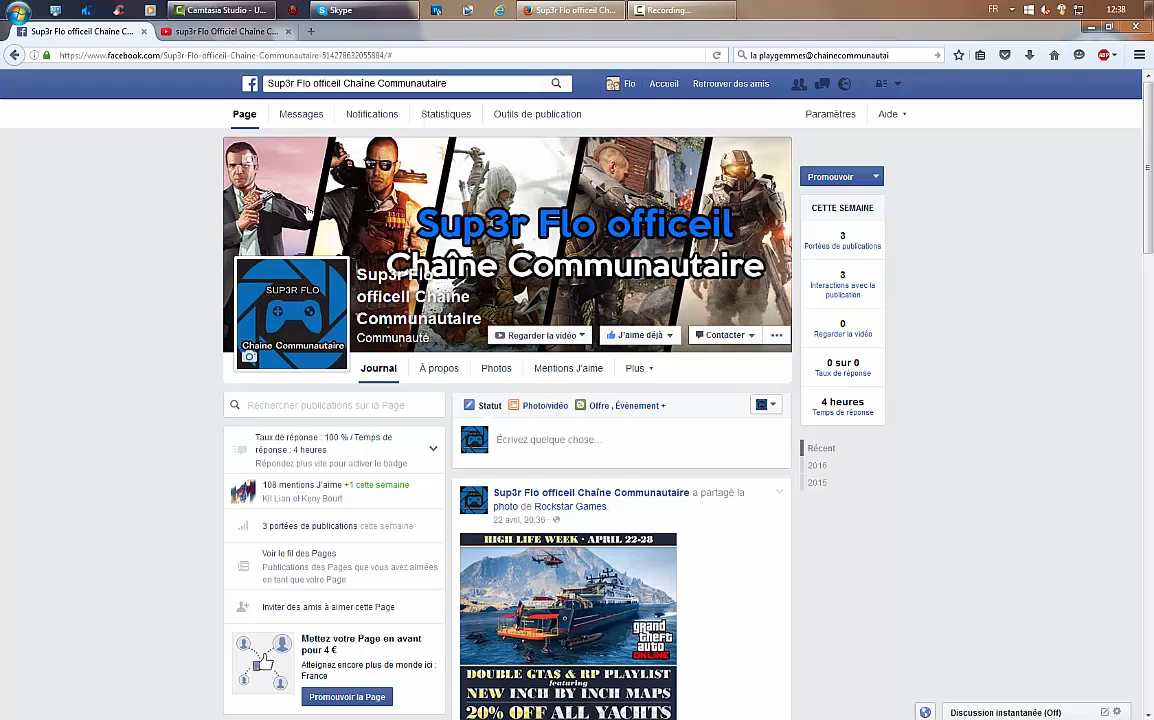 Camtasia Studio - U...
Skype
Sup3r Flo officeil Ch...
Recording...
FR
12:38
Sup3r Flo officeil Chaîne C...
sup3r Flo Officiel Chaîne C...
https://www.facebook.com/Sup3r-Flo-officeil-Chaine-Communautaire-514278632055884/#
la playgemmes@chainecommunautai
ABP
Sup3r Flo officeil Chaîne Communautaire
Flo
Accueil
Retrouver des amis
Page
Messages
Notifications
Statistiques
Outils de publication
Paramètres
Aide
Sup3r Flo officeil
Chaîne Communautaire
SUP3R FLO
Chaine Communautaire
Sup3r Flo
officeil Chaîne
Communautaire
Communauté
Regarder la vidéo
J'aime déjà
Contacter
Journal
À propos
Photos
Mentions J'aime
Plus
Promouvoir
CETTE SEMAINE
3
Portées de publications
3
Interactions avec la
publication
0
Regarder la vidéo
0 sur 0
Taux de réponse
4 heures
Temps de réponse
Récent
2016
2015
Rechercher publications sur la Page
Taux de réponse : 100 % / Temps de
réponse : 4 heures
Répondez plus vite pour activer le badge
108 mentions J'aime +1 cette semaine
Kil Lian et Keny Bourt
3 portées de publications cette semaine
Voir le fil des Pages
Publications des Pages que vous avez aimées
en tant que votre Page
Inviter des amis à aimer cette Page
Mettez votre Page en avant
pour 4 €
Atteignez encore plus de monde ici :
France
Promouvoir la Page
Statut
Photo/vidéo
Offre , Évènement +
Écrivez quelque chose...
Sup3r Flo officeil Chaîne Communautaire a partagé la
photo de Rockstar Games.
22 avril, 20:36
HIGH LIFE WEEK · APRIL 22-28
grand
theft
auto
ONLINE
DOUBLE GTA$ & RP PLAYLIST
featuring
NEW INCH BY INCH MAPS
20% OFF ALL YACHTS
Discussion instantanée (Off)